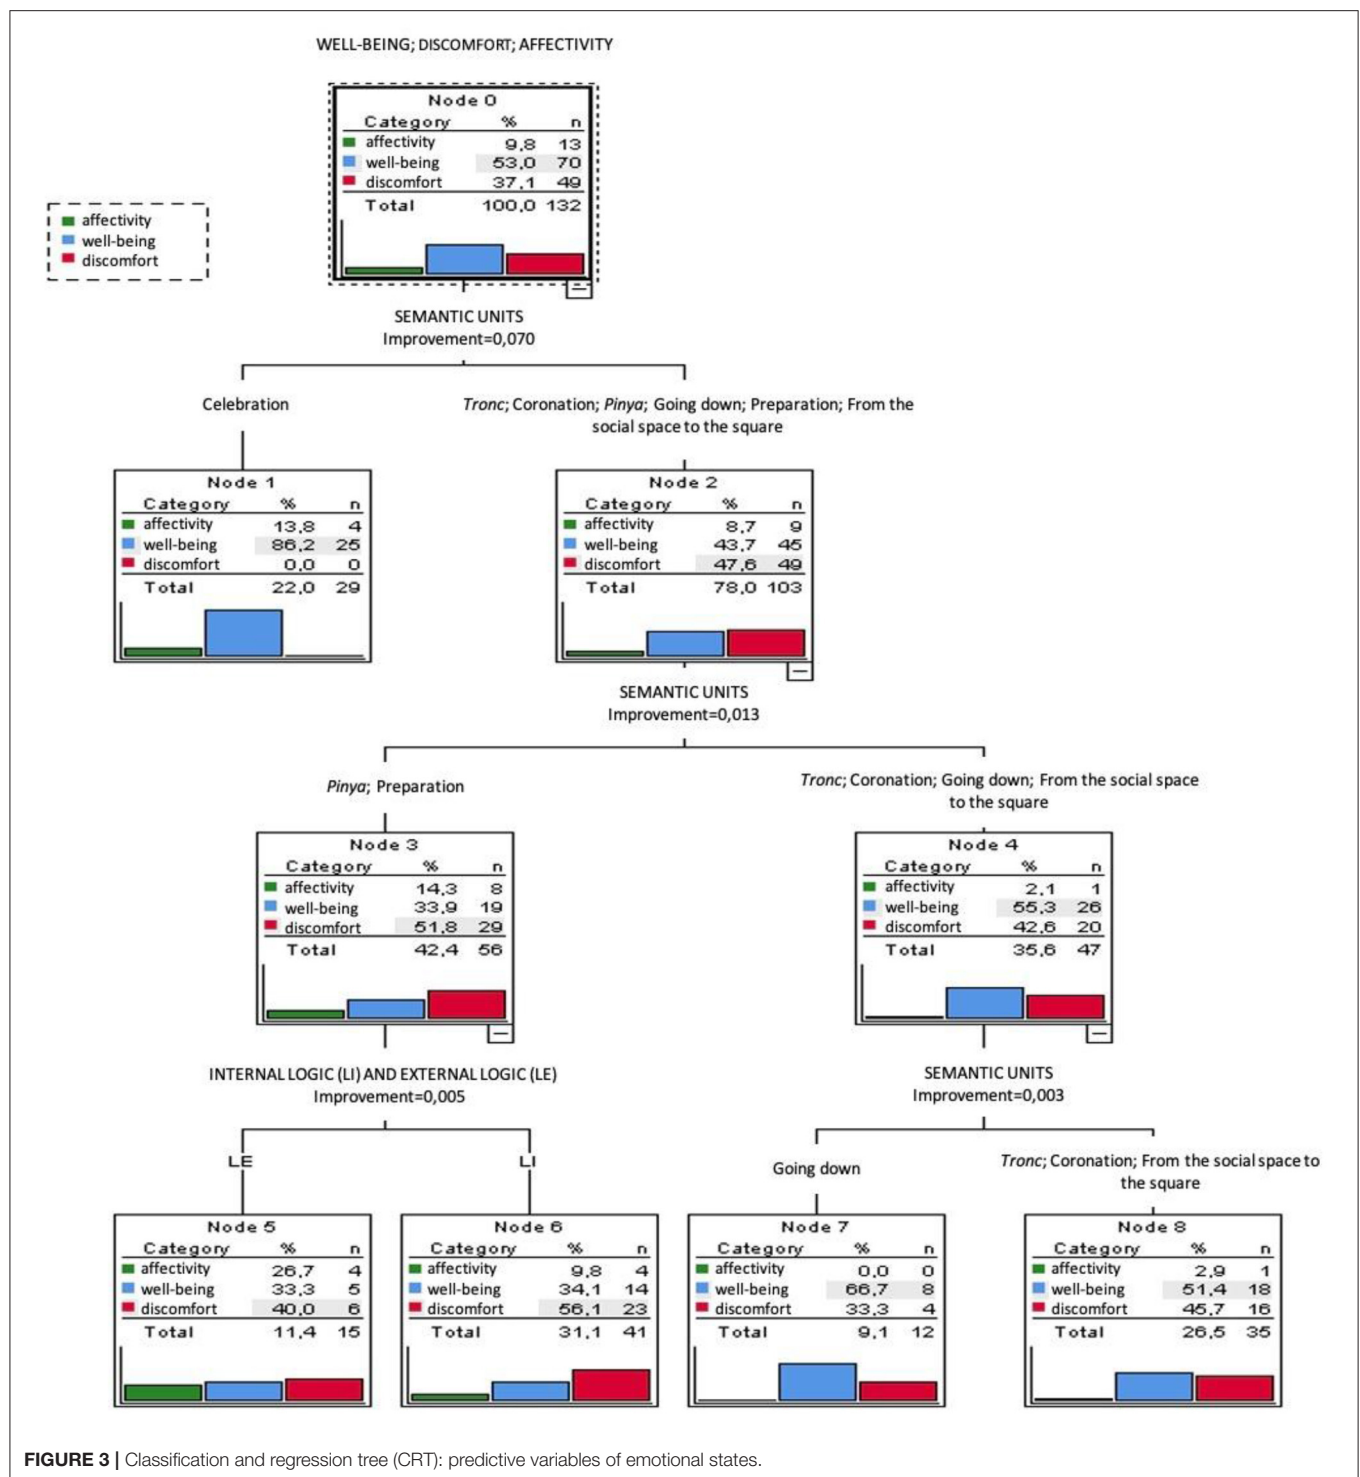 WELL-BEING; DISCOMFORT; AFFECTIVITY
Node 0
Category % n
affectivity 9,8 13
well-being 53,0 70
discomfort 37,1 49
Total 100,0 132
affectivity
well-being
discomfort
SEMANTIC UNITS
Improvement=0,070
Celebration
Tronc; Coronation; Pinya; Going down; Preparation; From the
social space to the square
Node 1
Category % n
affectivity 13,8 4
well-being 86,2 25
discomfort 0,0 0
Total 22,0 29
Node 2
Category % n
affectivity 8,7 9
well-being 43,7 45
discomfort 47,6 49
Total 78,0 103
SEMANTIC UNITS
Improvement=0,013
Pinya; Preparation
Tronc; Coronation; Going down; From the social space
to the square
Node 3
Category % n
affectivity 14,3 8
well-being 33,9 19
discomfort 51,8 29
Total 42,4 56
Node 4
Category % n
affectivity 2,1 1
well-being 55,3 26
discomfort 42,6 20
Total 35,6 47
INTERNAL LOGIC (LI) AND EXTERNAL LOGIC (LE)
Improvement=0,005
SEMANTIC UNITS
Improvement=0,003
LE
LI
Going down
Tronc; Coronation; From the social space to
the square
Node 5
Category % n
affectivity 26,7 4
well-being 33,3 5
discomfort 40,0 6
Total 11,4 15
Node 6
Category % n
affectivity 9,8 4
well-being 34,1 14
discomfort 56,1 23
Total 31,1 41
Node 7
Category % n
affectivity 0,0 0
well-being 66,7 8
discomfort 33,3 4
Total 9,1 12
Node 8
Category % n
affectivity 2,9 1
well-being 51,4 18
discomfort 45,7 16
Total 26,5 35
FIGURE 3 | Classification and regression tree (CRT): predictive variables of emotional states.